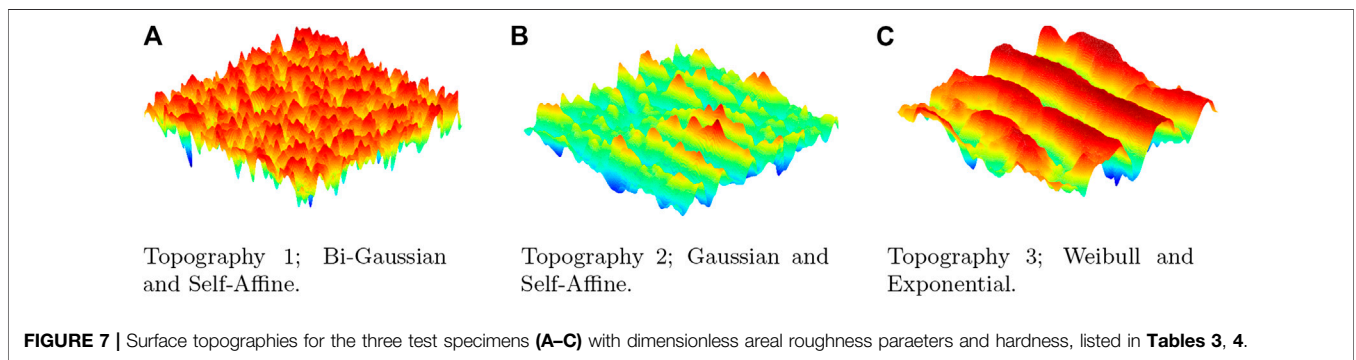 A
B
C
Topography 1; Bi-Gaussian
and Self-Affine.
Topography 2; Gaussian and
Self-Affine.
Topography 3; Weibull and
Exponential.
FIGURE 7 | Surface topographies for the three test specimens (A–C) with dimensionless areal roughness paraeters and hardness, listed in Tables 3, 4.